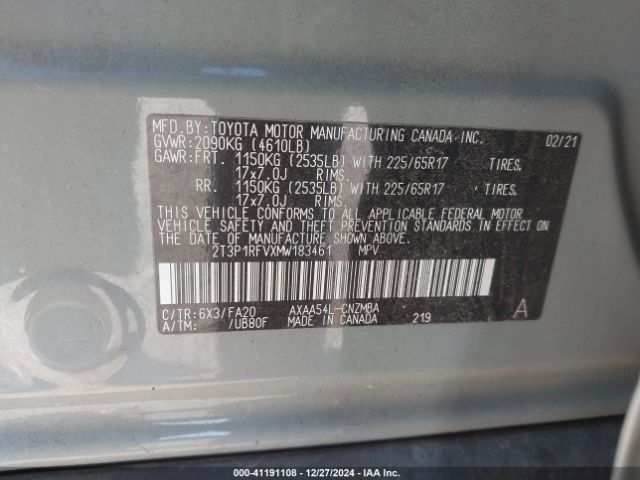 MFD.BY:TOYOTA MOTOR MANUFACTURING CANADA INC. 02/21
GVWR:2090KG (4610LB)
GAWR:FRT. 1150KG (2535LB) WITH 225/65R17 TIRES,
17x7.0J RIMS.
RR. 1150KG (2535LB) WITH 225/65R17 TIRES,
17x7.0J RIMS.
THIS VEHICLE CONFORMS TO ALL APPLICABLE FEDERAL MOTOR
VEHICLE SAFETY AND THEFT PREVENTION STANDARDS IN EFFECT ON
THE DATE OF MANUFACTURE SHOWN ABOVE.
2T3P1RFVXMW183461 MPV
C/TR:6X3/FA20 AXAA54L-CNZMBA
A/TM: /UB80F MADE IN CANADA 219 A
000-41191108 — 12/27/2024 — IAA Inc.